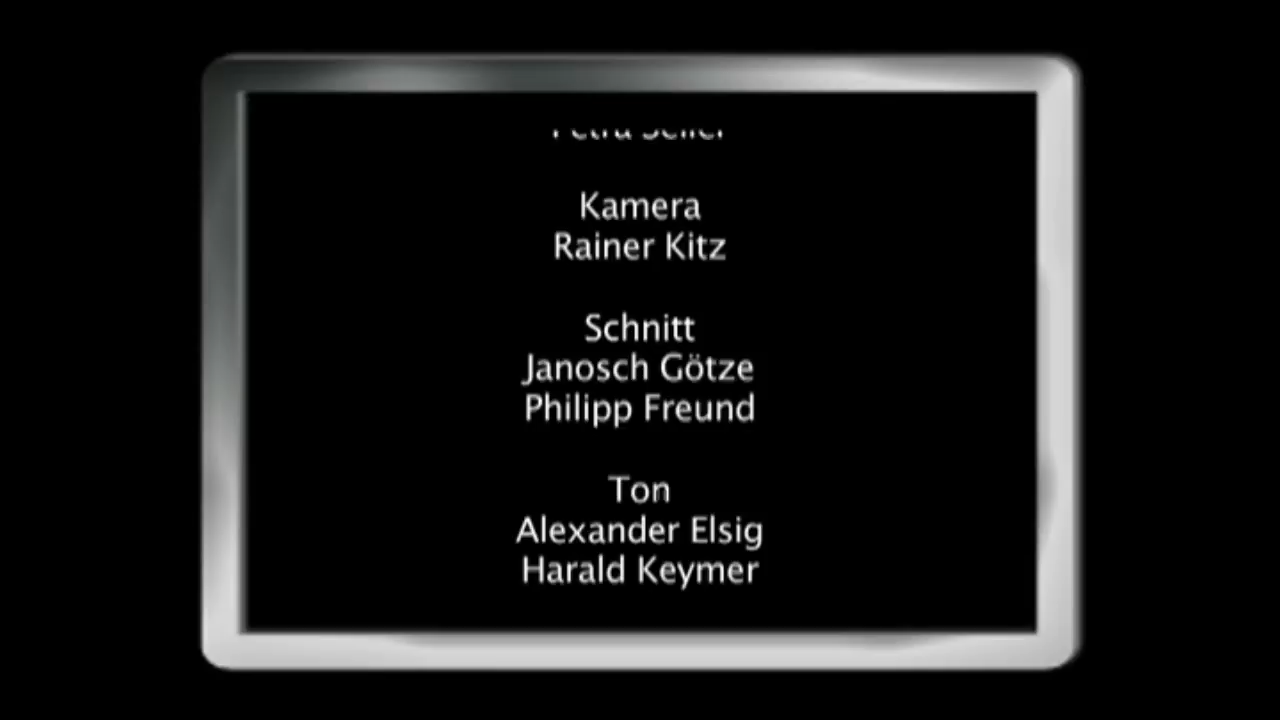 Kamera
Rainer Kitz
Schnitt
Janosch Götze
Philipp Freund
Ton
Alexander Elsig
Harald Keymer